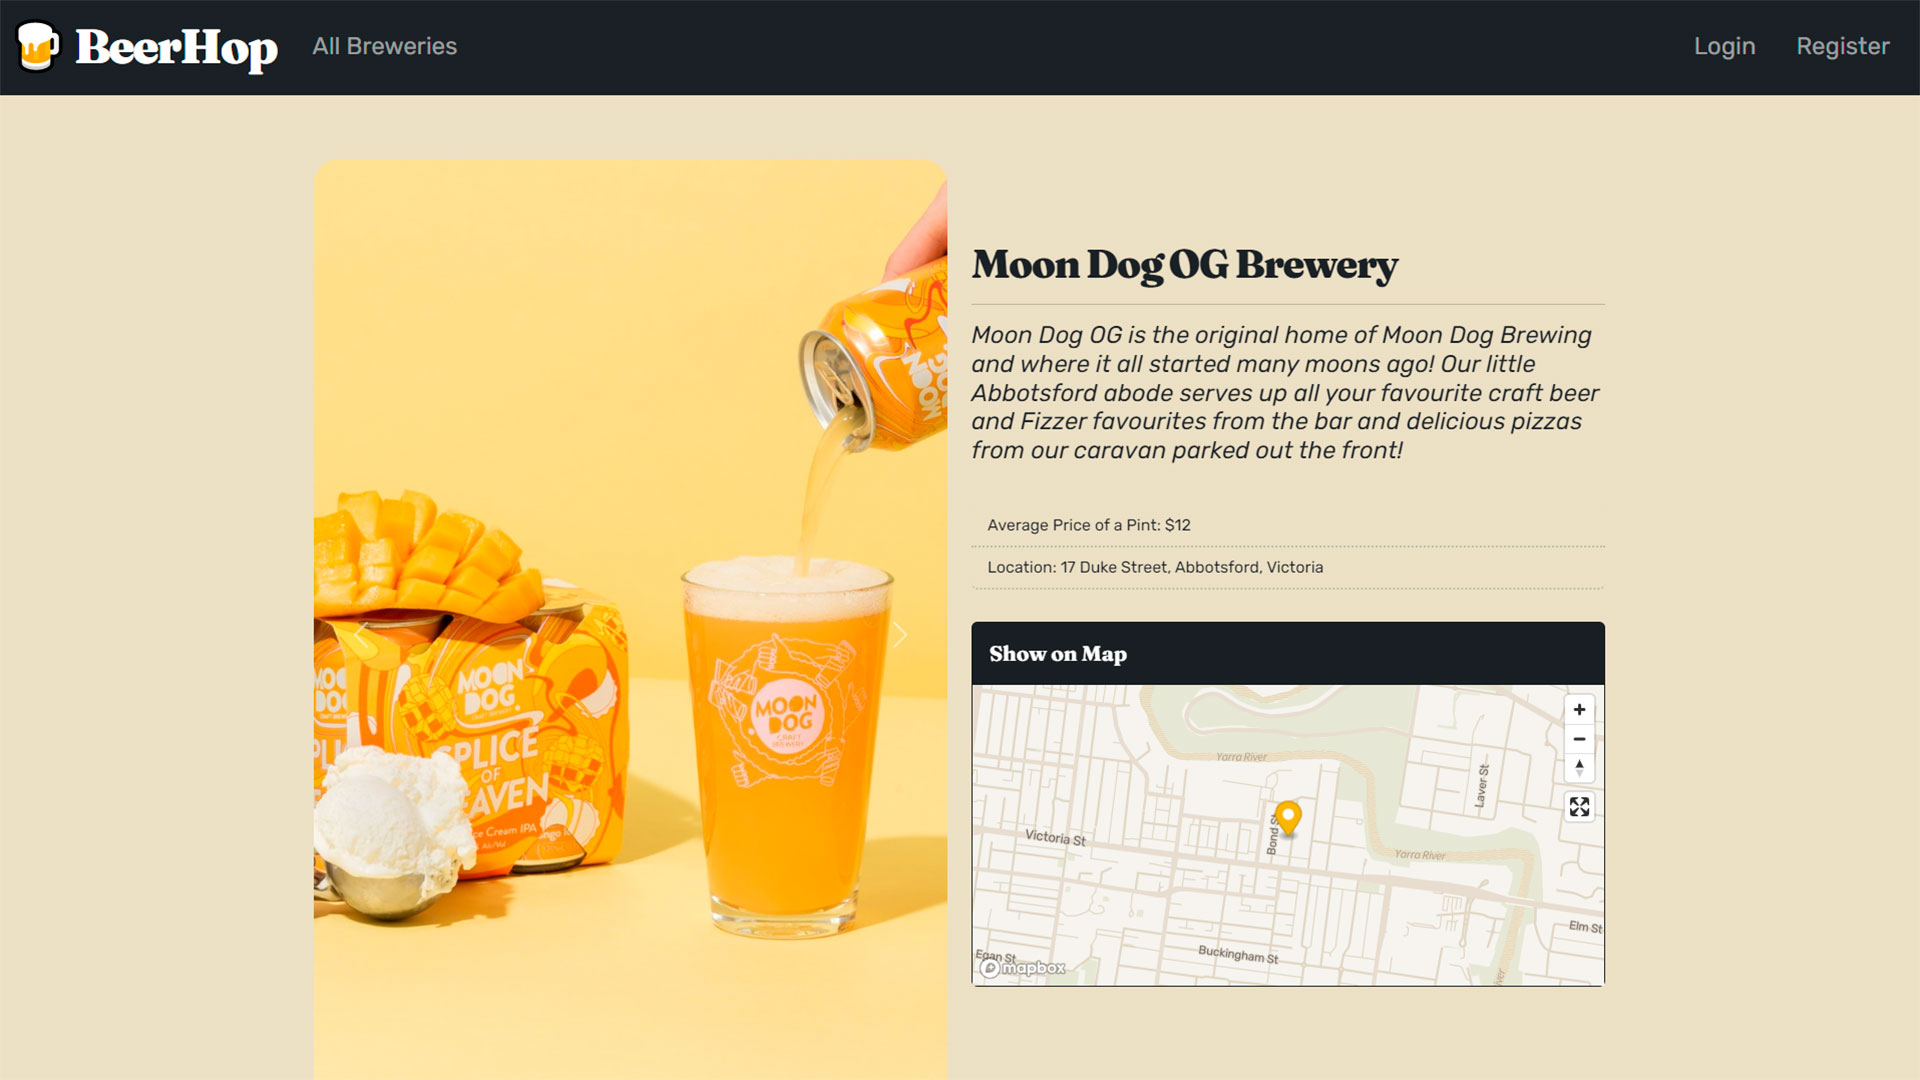 BeerHop
All Breweries
Login
Register
Moon Dog OG Brewery
Moon Dog OG is the original home of Moon Dog Brewing
and where it all started many moons ago! Our little
Abbotsford abode serves up all your favourite craft beer
and Fizzer favourites from the bar and delicious pizzas
from our caravan parked out the front!
Average Price of a Pint: $12
Location: 17 Duke Street, Abbotsford, Victoria
Show on Map
Yarra River
Laver St
Bond St
Victoria St
Yarra River
Elm St
Buckingham St
Egan St
mapbox
MOON
MOON
DOG
SPLICE
OF
HEAVEN
Ice Cream IPA
Alc/Vol
MOON
DOG
CRAFT
BREWERY